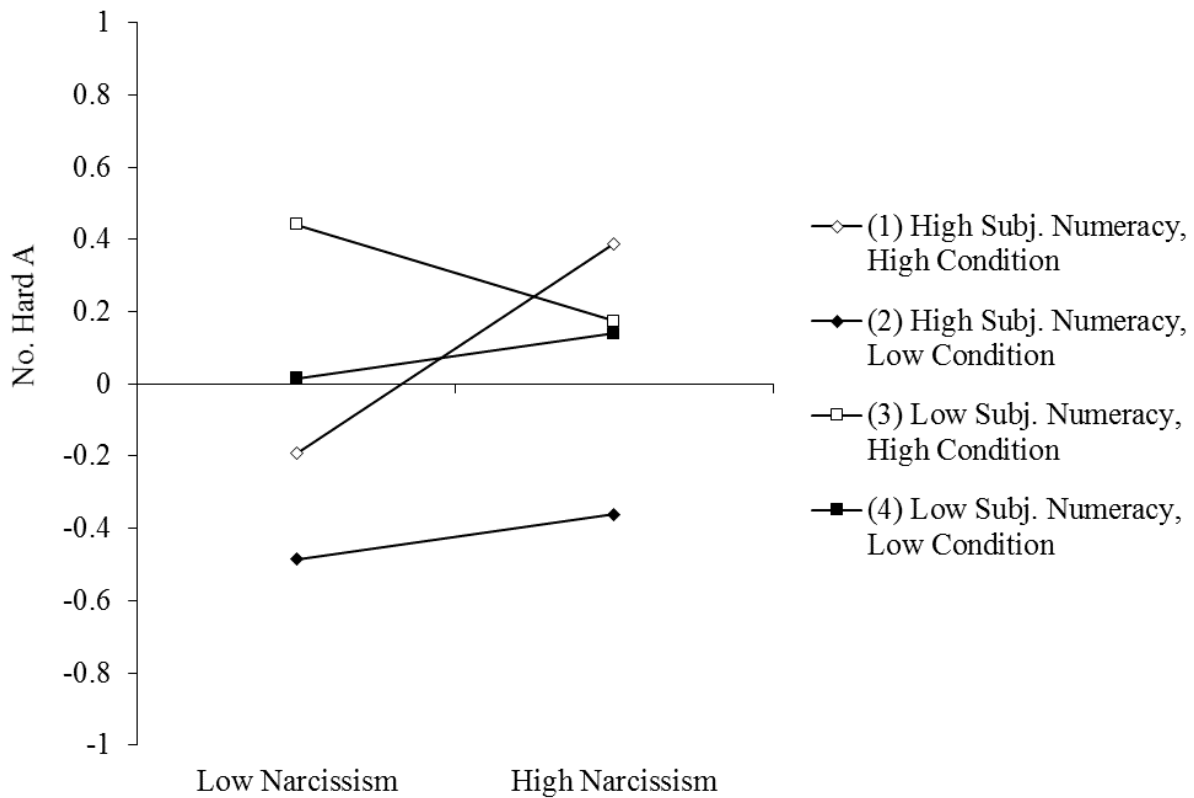 1
0.8
0.6
0.4
0.2
0
-0.2
-0.4
-0.6
-0.8
-1
No. Hard A
Low Narcissism
High Narcissism
(1) High Subj. Numeracy,
High Condition
(2) High Subj. Numeracy,
Low Condition
(3) Low Subj. Numeracy,
High Condition
(4) Low Subj. Numeracy,
Low Condition